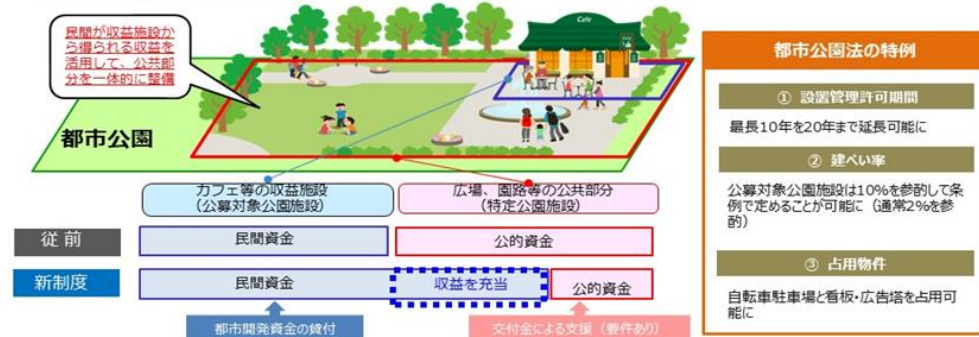 民間が収益施設か
ら得られる収益を
活用して、公共部
分を一体的に整備
Cafe
都市公園
カフェ等の収益施設
（公募対象公園施設）
広場、園路等の公共部分
（特定公園施設）
従 前
民間資金
公的資金
新制度
民間資金
収益を充当
公的資金
都市開発資金の貸付
交付金による支援（要件あり）
都市公園法の特例
① 設置管理許可期間
最長10年を20年まで延長可能に
② 建ぺい率
公募対象公園施設は10%を参酌して条
例で定めることが可能に（通常2%を参
酌）
③ 占用物件
自転車駐車場と看板・広告塔を占用可
能に